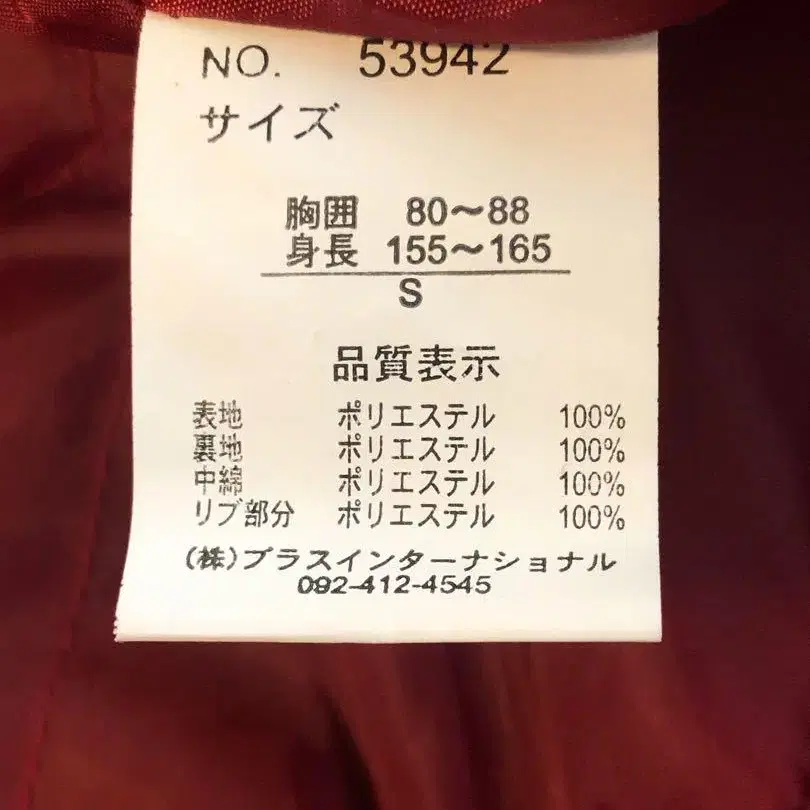 NO. 53942
サイズ
胸囲 80～88
身長 155～165
S
品質表示
表地 ポリエステル 100%
裏地 ポリエステル 100%
中綿 ポリエステル 100%
リブ部分 ポリエステル 100%
(株)プラスインターナショナル
092-412-4545